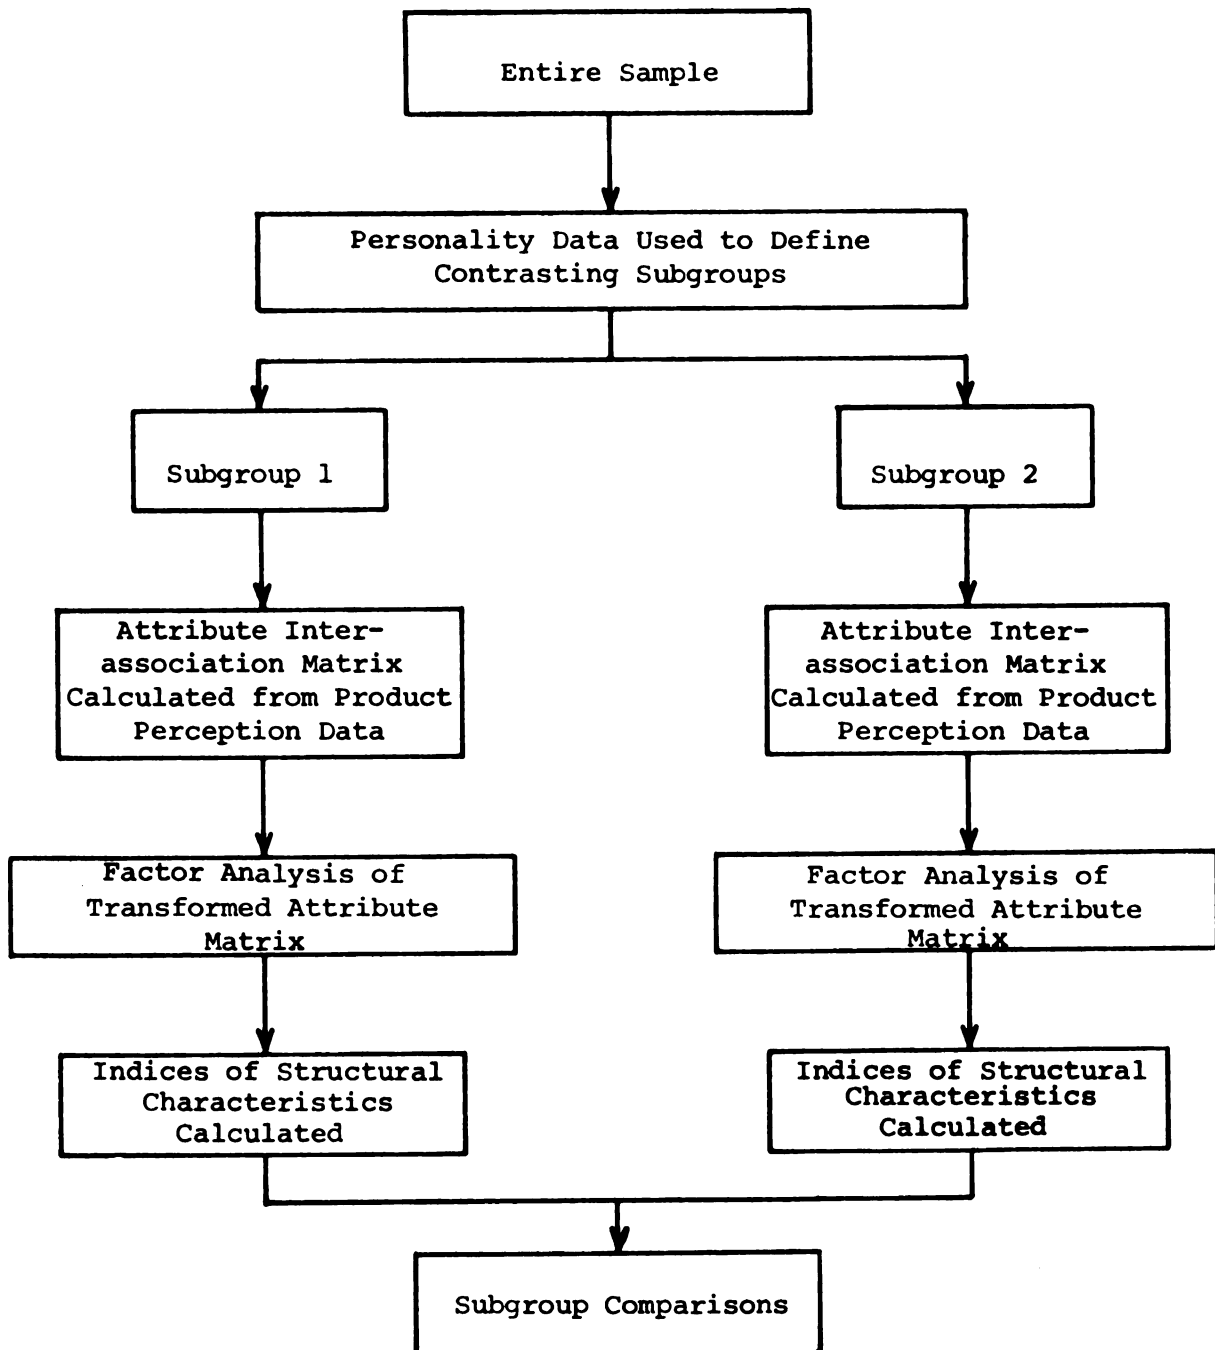 Entire Sample
Personality Data Used to Define
Contrasting Subgroups
Subgroup 1
Subgroup 2
Attribute Inter-
association Matrix
Calculated from Product
Perception Data
Attribute Inter-
association Matrix
Calculated from Product
Perception Data
Factor Analysis of
Transformed Attribute
Matrix
Factor Analysis of
Transformed Attribute
Matrix
Indices of Structural
Characteristics
Calculated
Indices of Structural
Characteristics
Calculated
Subgroup Comparisons